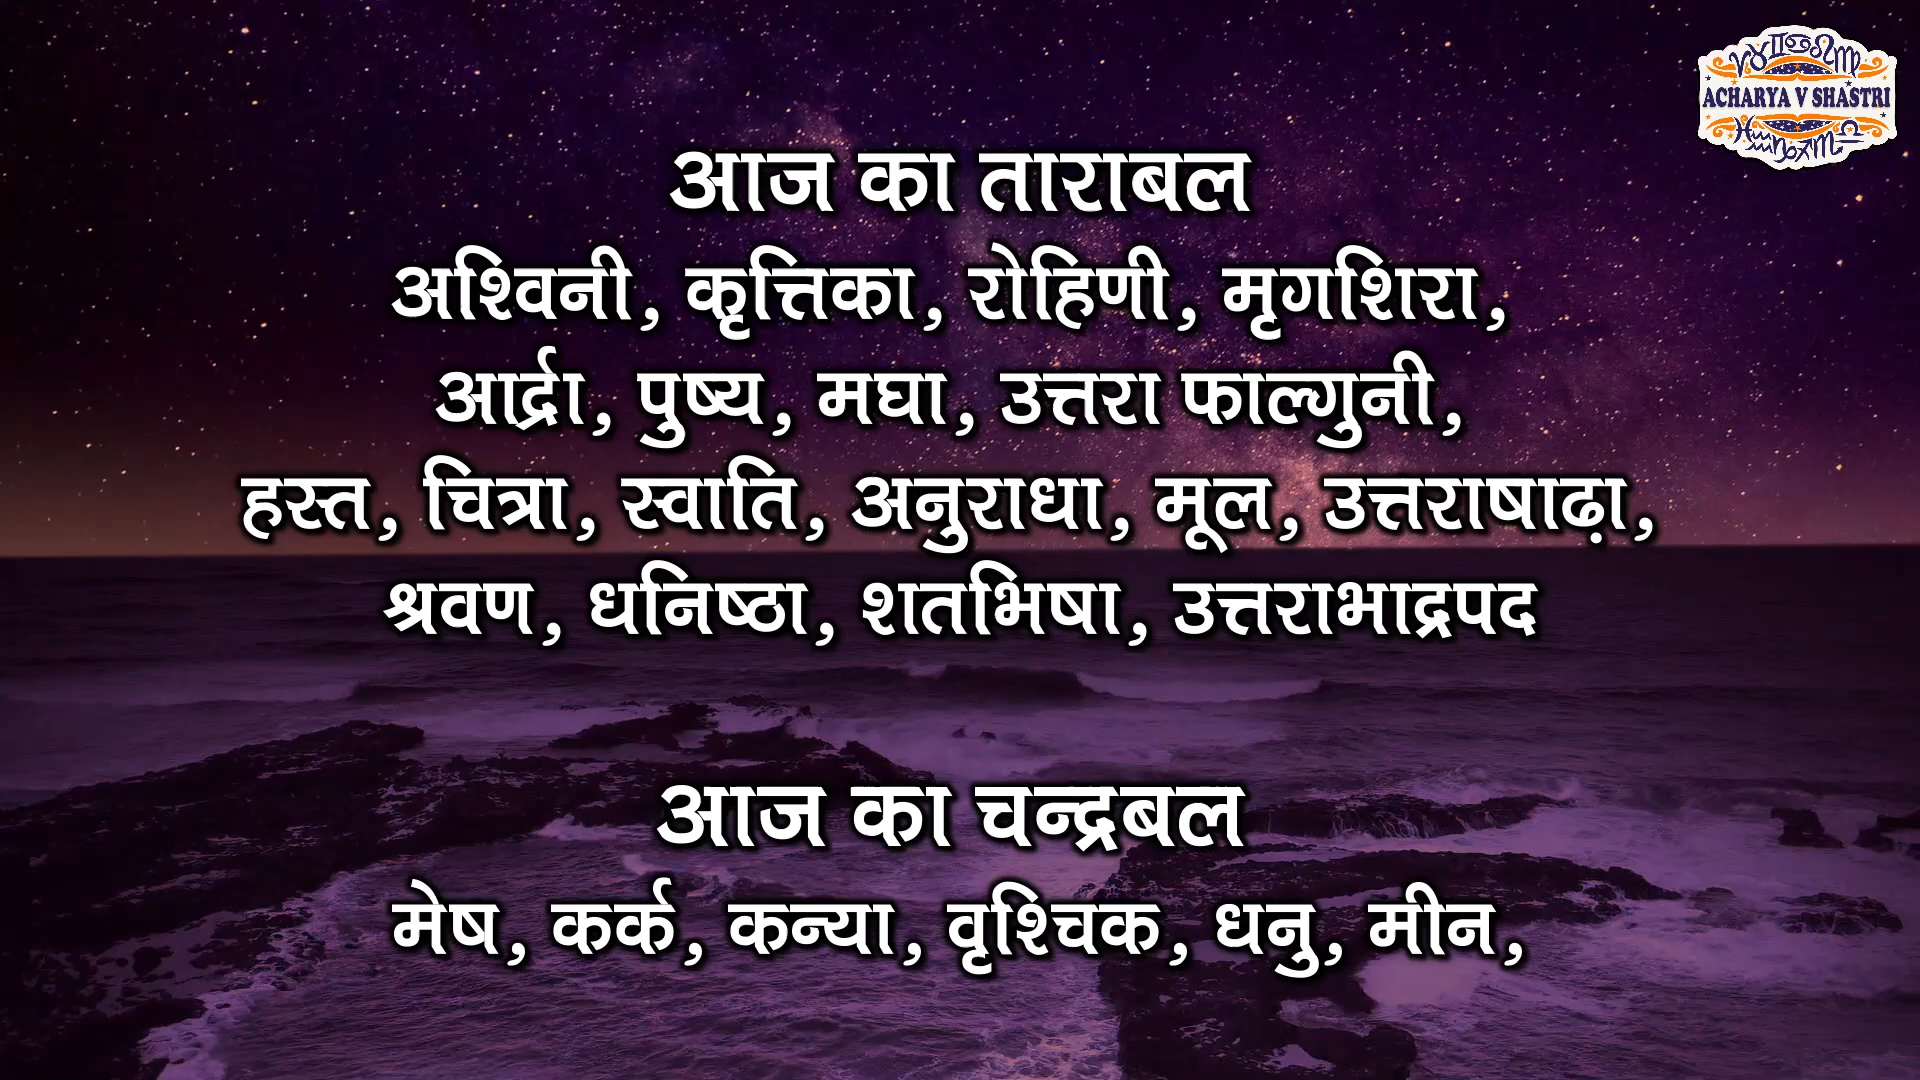 ACHARYA V SHASTRI
आज का ताराबल
अश्विनी, कृत्तिका, रोहिणी, मृगशिरा,
आर्द्रा, पुष्य, मघा, उत्तरा फाल्गुनी,
हस्त, चित्रा, स्वाति, अनुराधा, मूल, उत्तराषाढ़ा,
श्रवण, धनिष्ठा, शतभिषा, उत्तराभाद्रपद
आज का चन्द्रबल
मेष, कर्क, कन्या, वृश्चिक, धनु, मीन,